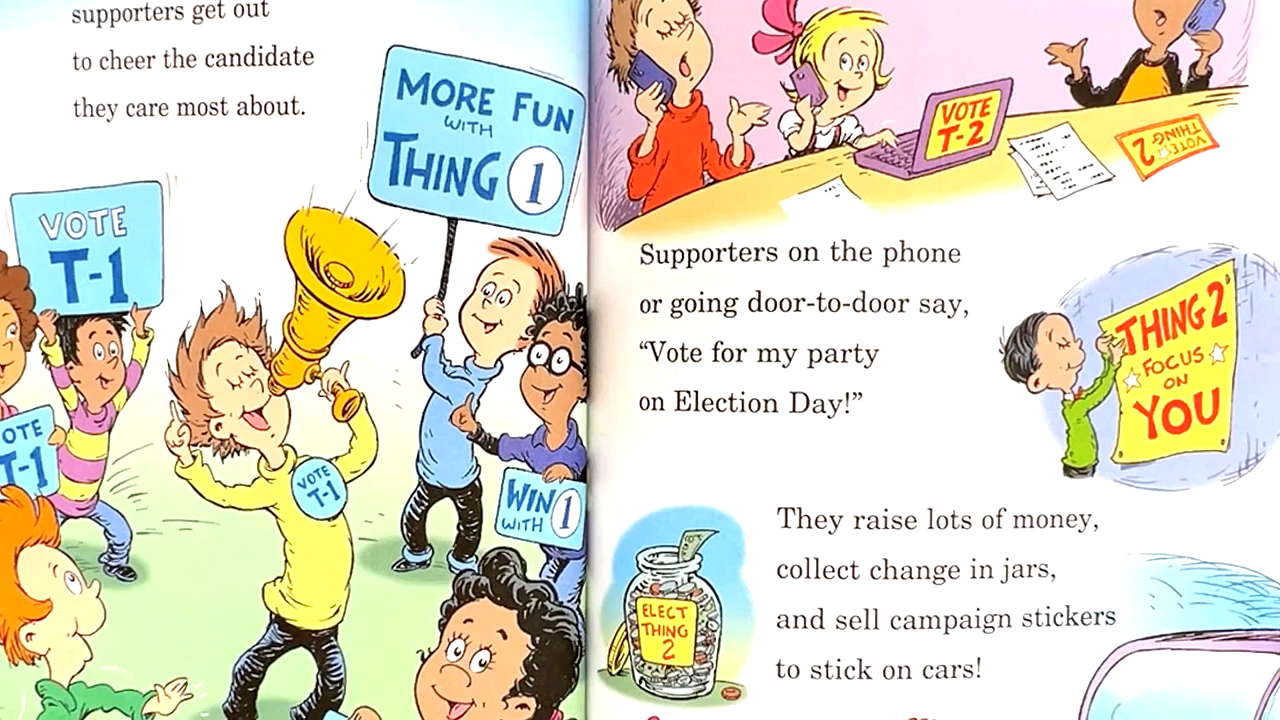 supporters get out
to cheer the candidate
they care most about.
MORE FUN
WITH
THING 1
VOTE
T-1
OTE
T-1
VOTE
T-1
WIN
WITH 1
VOTE
T-2
VOTE
THING
2
Supporters on the phone
or going door-to-door say,
“Vote for my party
on Election Day!”
THING 2
FOCUS
ON
YOU
ELECT
THING
2
They raise lots of money,
collect change in jars,
and sell campaign stickers
to stick on cars!